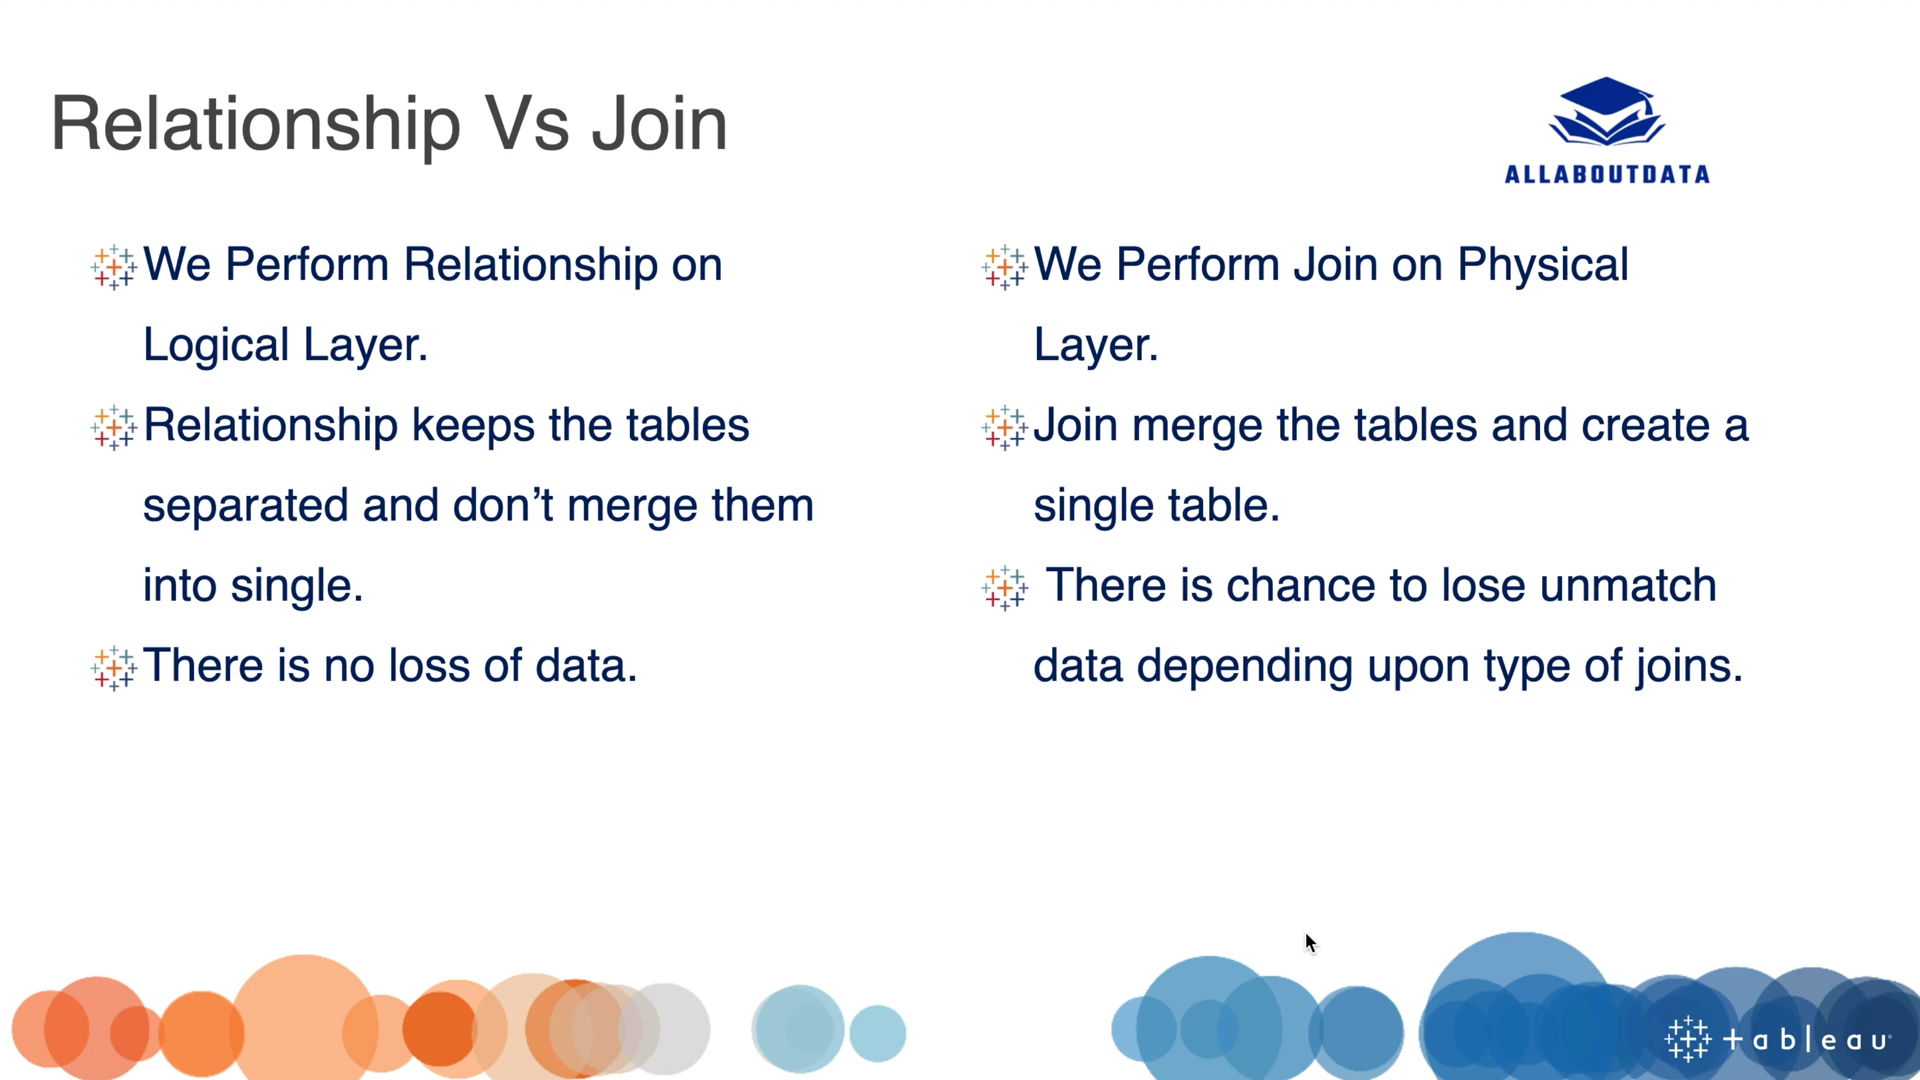 Relationship Vs Join
ALLABOUTDATA
We Perform Relationship on
Logical Layer.
Relationship keeps the tables
separated and don’t merge them
into single.
There is no loss of data.
We Perform Join on Physical
Layer.
Join merge the tables and create a
single table.
There is chance to lose unmatch
data depending upon type of joins.
+ableau